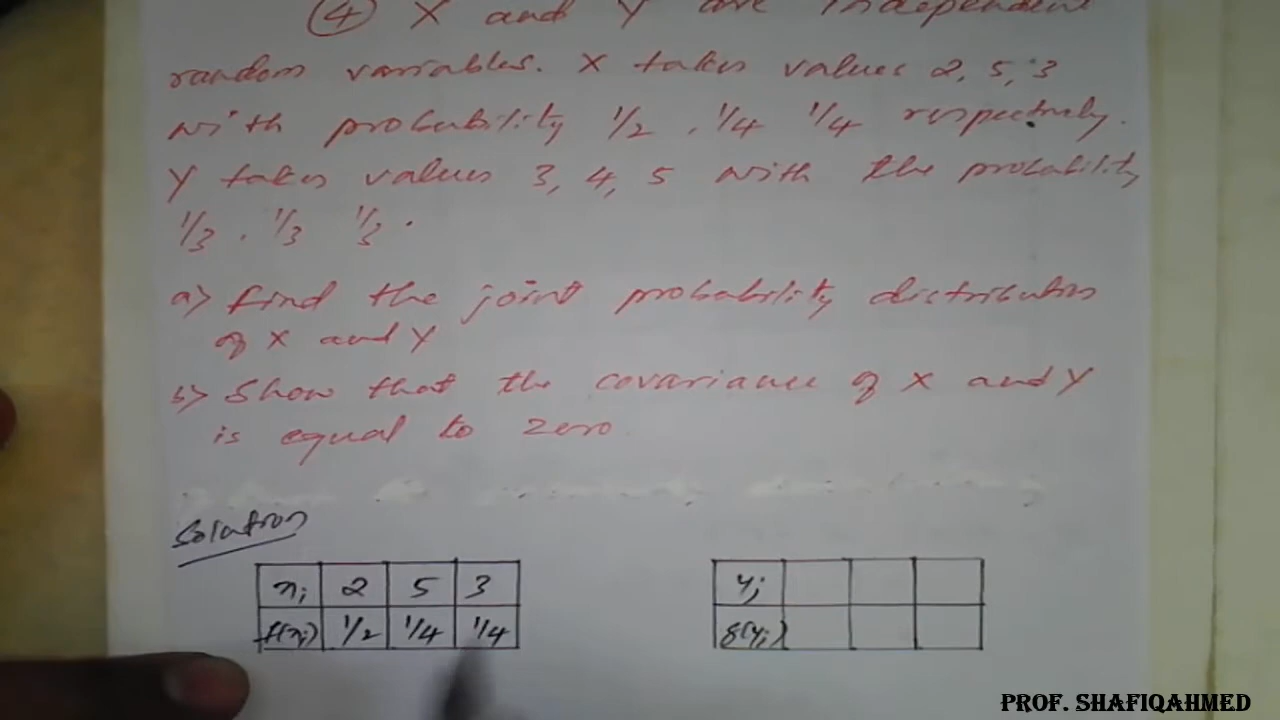 ④ X and Y are independent
random variables. X takes values 2, 5, 3
with probability 1/2, 1/4 1/4 respectively.
Y takes values 3, 4, 5 with the probability
1/3, 1/3 1/3.
a) Find the joint probability distribution
of X and Y
b) Show that the covariance of X and Y
is equal to zero
Solution
xi 2 5 3
f(xi) 1/2 1/4 1/4
yj
g(yj)
PROF. SHAFIQAHMED